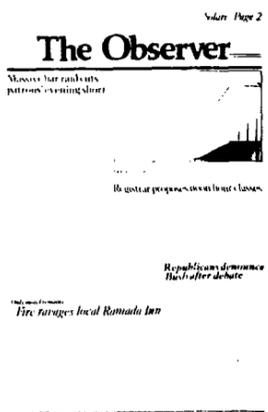 Solari Page 2
The Observer
Massive bar raid cuts
patrons' evening short
Registrar proposes noon hour classes
Republicans denounce
Bush after debate
Fire ravages local Ramada Inn